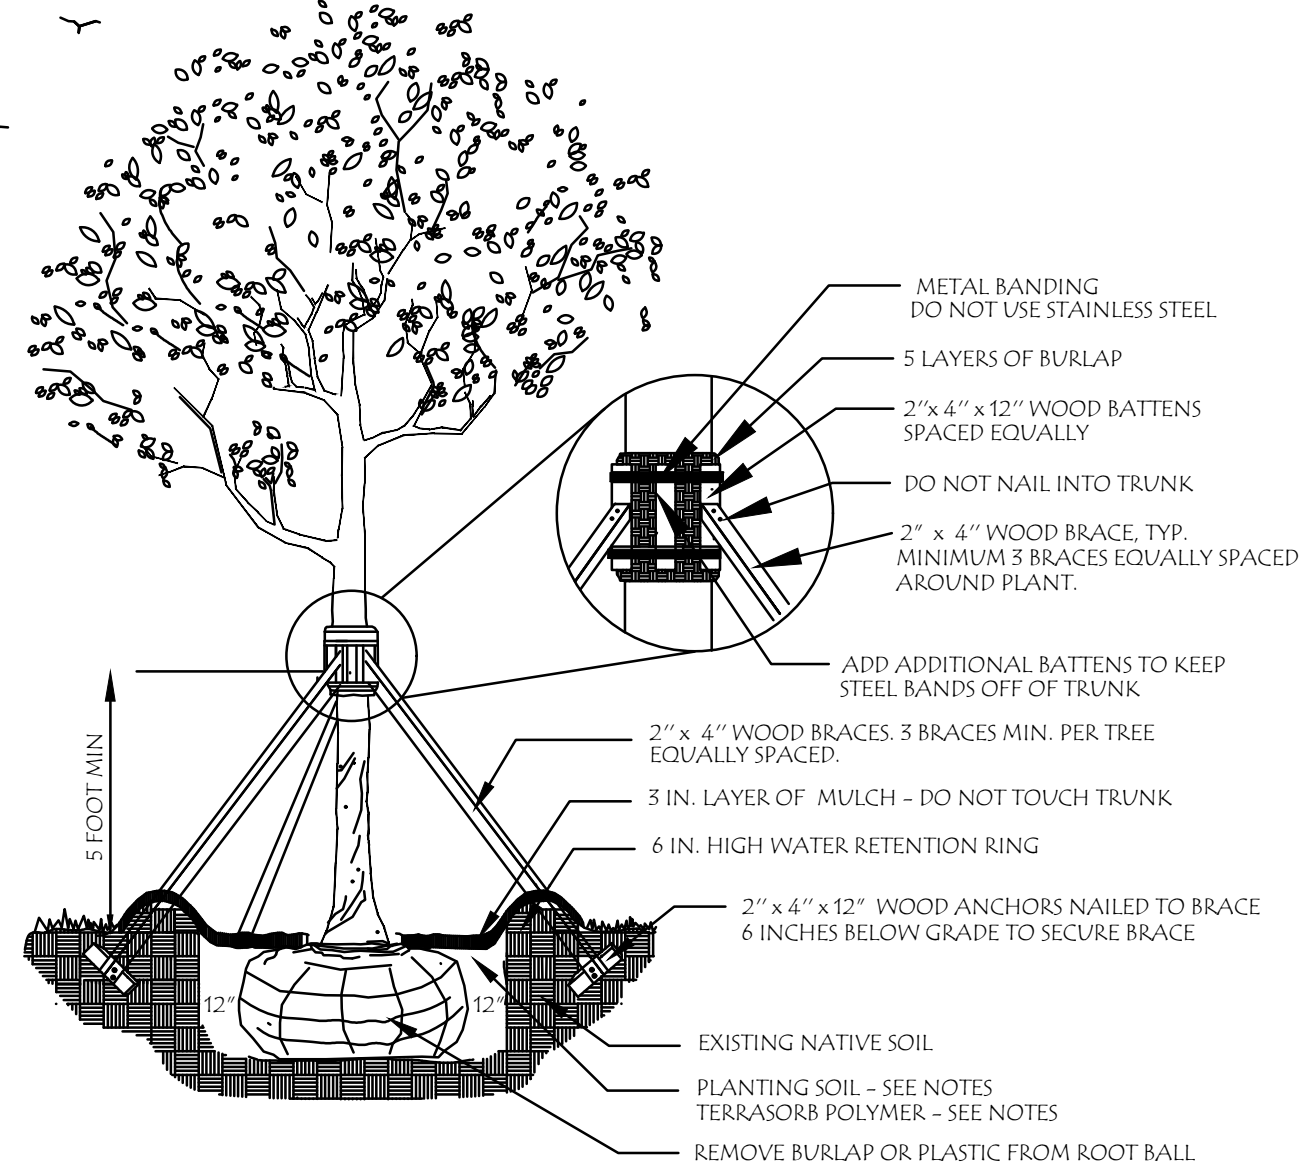 METAL BANDING
DO NOT USE STAINLESS STEEL
5 LAYERS OF BURLAP
2"x 4" x 12" WOOD BATTENS
SPACED EQUALLY
DO NOT NAIL INTO TRUNK
2" x 4" WOOD BRACE, TYP.
MINIMUM 3 BRACES EQUALLY SPACED
AROUND PLANT.
ADD ADDITIONAL BATTENS TO KEEP
STEEL BANDS OFF OF TRUNK
2" x 4" WOOD BRACES. 3 BRACES MIN. PER TREE
EQUALLY SPACED.
5 FOOT MIN
3 IN. LAYER OF MULCH - DO NOT TOUCH TRUNK
6 IN. HIGH WATER RETENTION RING
2" x 4" x 12" WOOD ANCHORS NAILED TO BRACE
6 INCHES BELOW GRADE TO SECURE BRACE
12"
12"
EXISTING NATIVE SOIL
PLANTING SOIL - SEE NOTES
TERRASORB POLYMER - SEE NOTES
REMOVE BURLAP OR PLASTIC FROM ROOT BALL